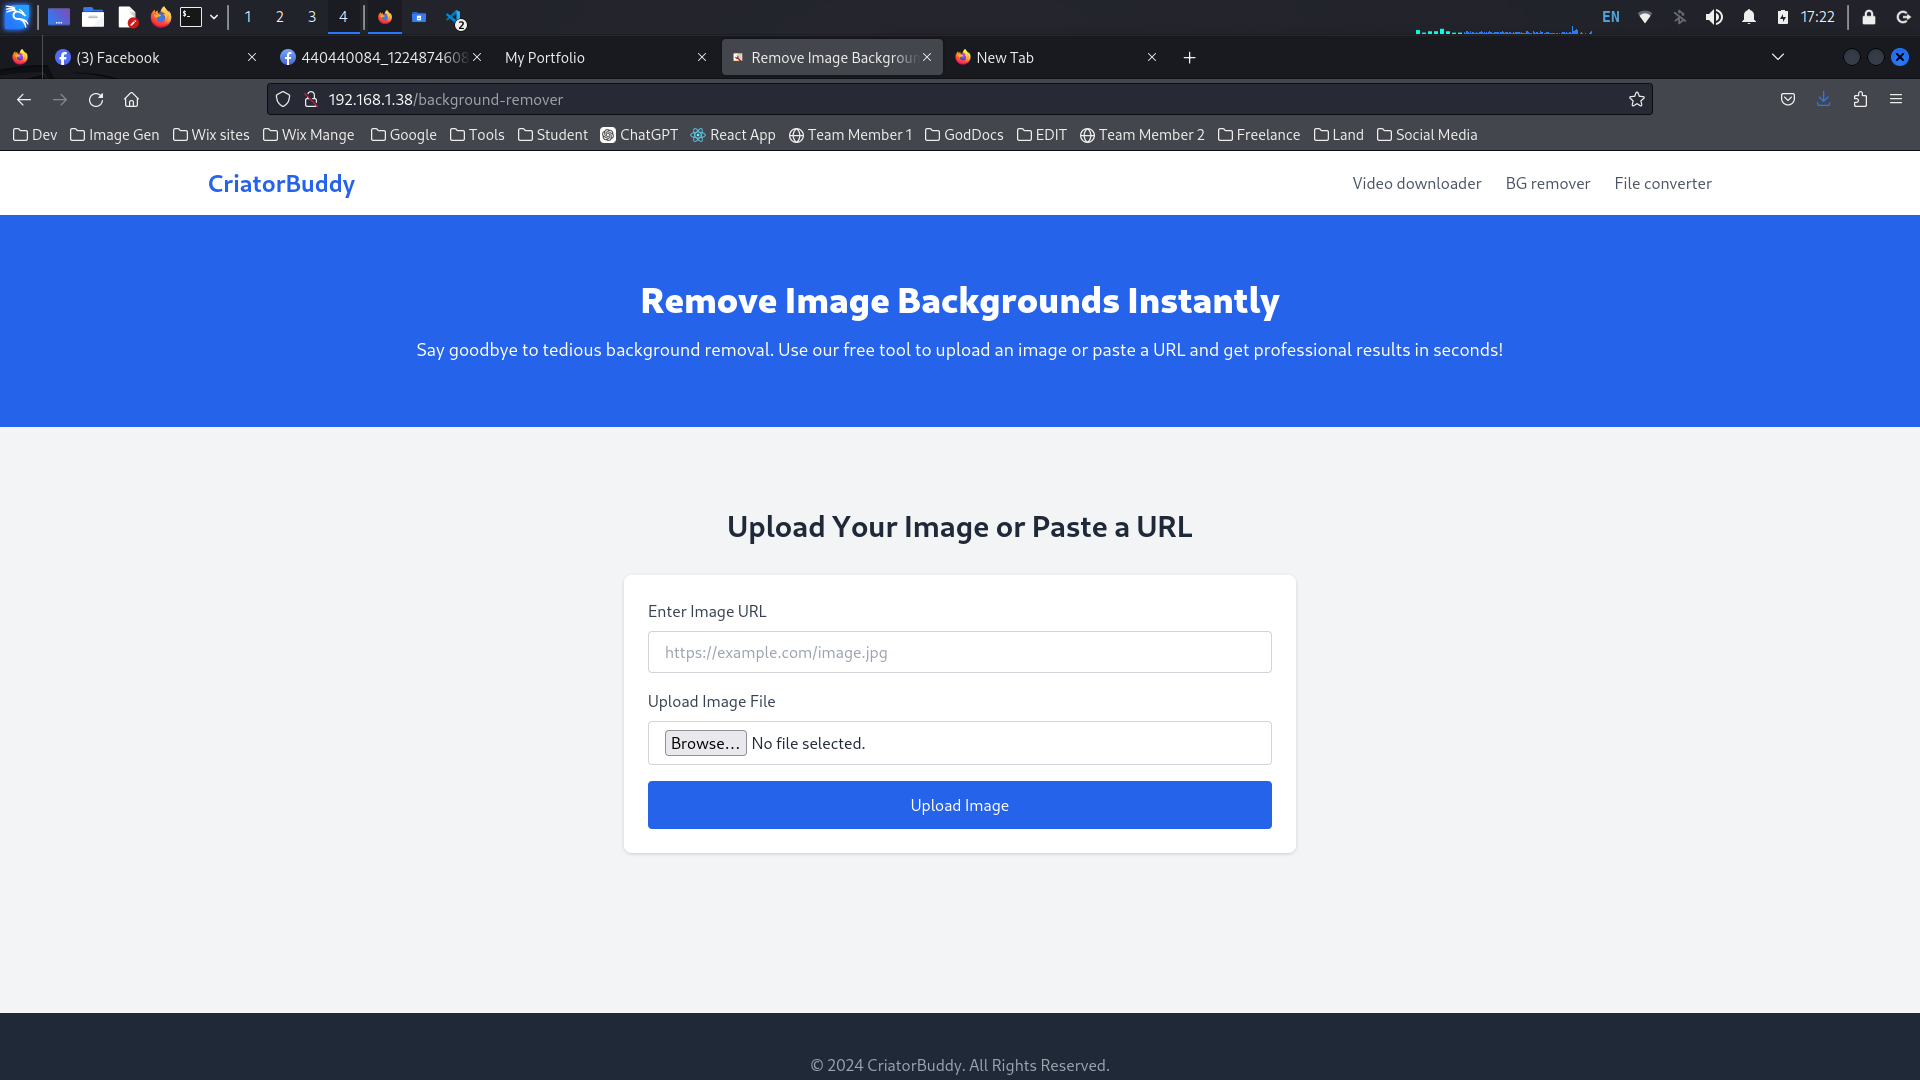 1 2 3 4 2 EN 17:22
(3) Facebook 440440084_1224874608 My Portfolio Remove Image Backgroun New Tab
192.168.1.38/background-remover
Dev Image Gen Wix sites Wix Mange Google Tools Student ChatGPT React App Team Member 1 GodDocs EDIT Team Member 2 Freelance Land Social Media
CriatorBuddy Video downloader BG remover File converter
Remove Image Backgrounds Instantly
Say goodbye to tedious background removal. Use our free tool to upload an image or paste a URL and get professional results in seconds!
Upload Your Image or Paste a URL
Enter Image URL
https://example.com/image.jpg
Upload Image File
Browse... No file selected.
Upload Image
© 2024 CriatorBuddy. All Rights Reserved.